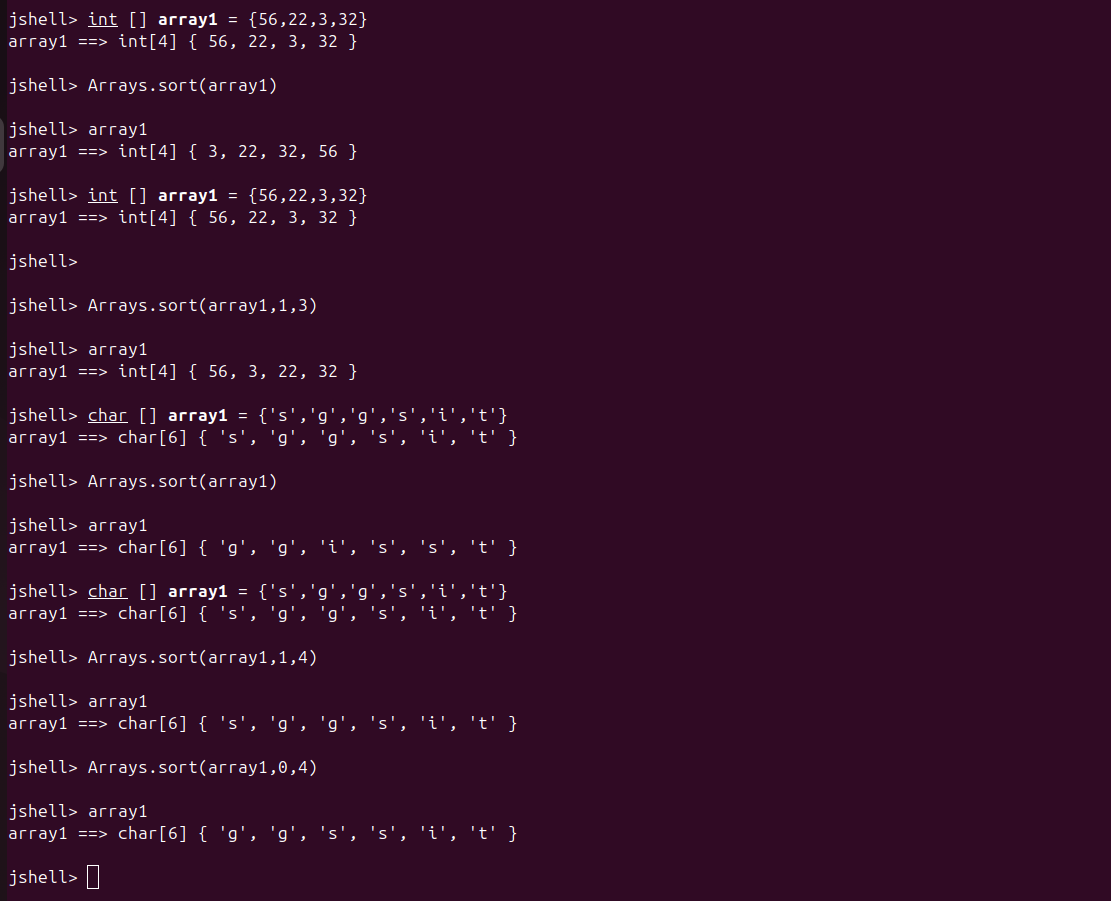 jshell> int [] array1 = {56,22,3,32}
array1 ==> int[4] { 56, 22, 3, 32 }
jshell> Arrays.sort(array1)
jshell> array1
array1 ==> int[4] { 3, 22, 32, 56 }
jshell> int [] array1 = {56,22,3,32}
array1 ==> int[4] { 56, 22, 3, 32 }
jshell>
jshell> Arrays.sort(array1,1,3)
jshell> array1
array1 ==> int[4] { 56, 3, 22, 32 }
jshell> char [] array1 = {'s','g','g','s','i','t'}
array1 ==> char[6] { 's', 'g', 'g', 's', 'i', 't' }
jshell> Arrays.sort(array1)
jshell> array1
array1 ==> char[6] { 'g', 'g', 'i', 's', 's', 't' }
jshell> char [] array1 = {'s','g','g','s','i','t'}
array1 ==> char[6] { 's', 'g', 'g', 's', 'i', 't' }
jshell> Arrays.sort(array1,1,4)
jshell> array1
array1 ==> char[6] { 's', 'g', 'g', 's', 'i', 't' }
jshell> Arrays.sort(array1,0,4)
jshell> array1
array1 ==> char[6] { 'g', 'g', 's', 's', 'i', 't' }
jshell>